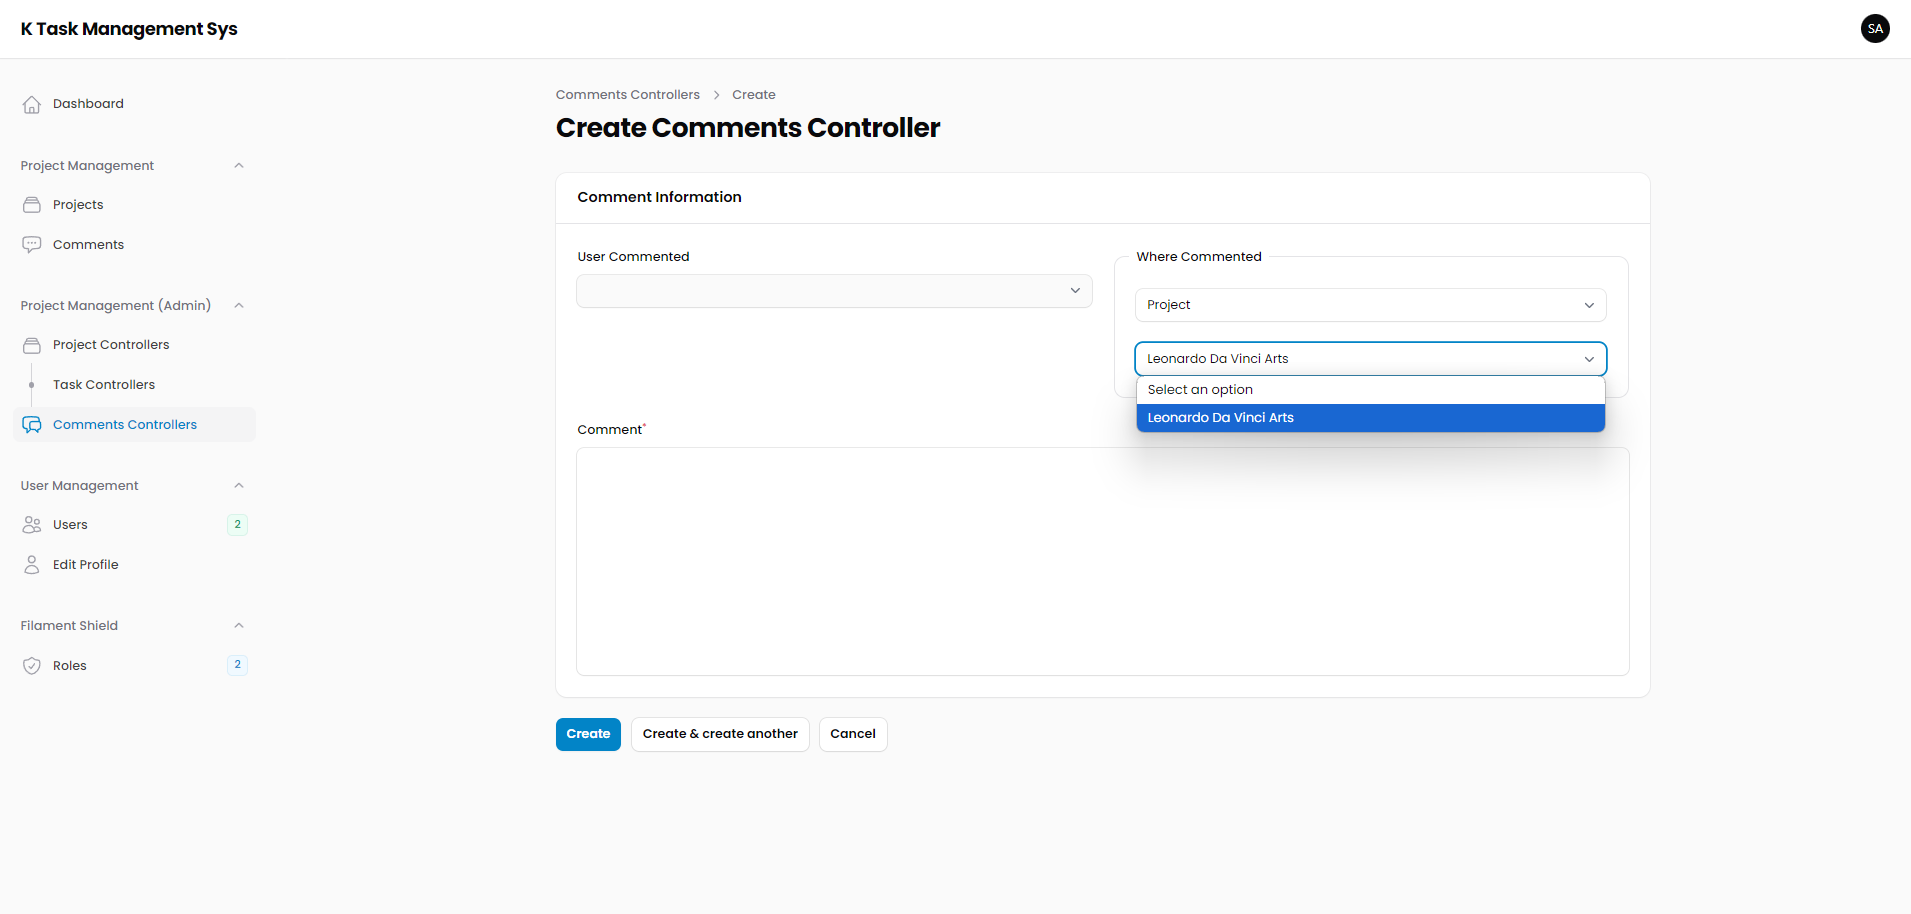 K Task Management Sys
SA
Dashboard
Project Management
Projects
Comments
Project Management (Admin)
Project Controllers
Task Controllers
Comments Controllers
User Management
Users 2
Edit Profile
Filament Shield
Roles 2
Comments Controllers > Create
Create Comments Controller
Comment Information
User Commented
Where Commented
Project
Leonardo Da Vinci Arts
Select an option
Leonardo Da Vinci Arts
Comment*
Create
Create & create another
Cancel